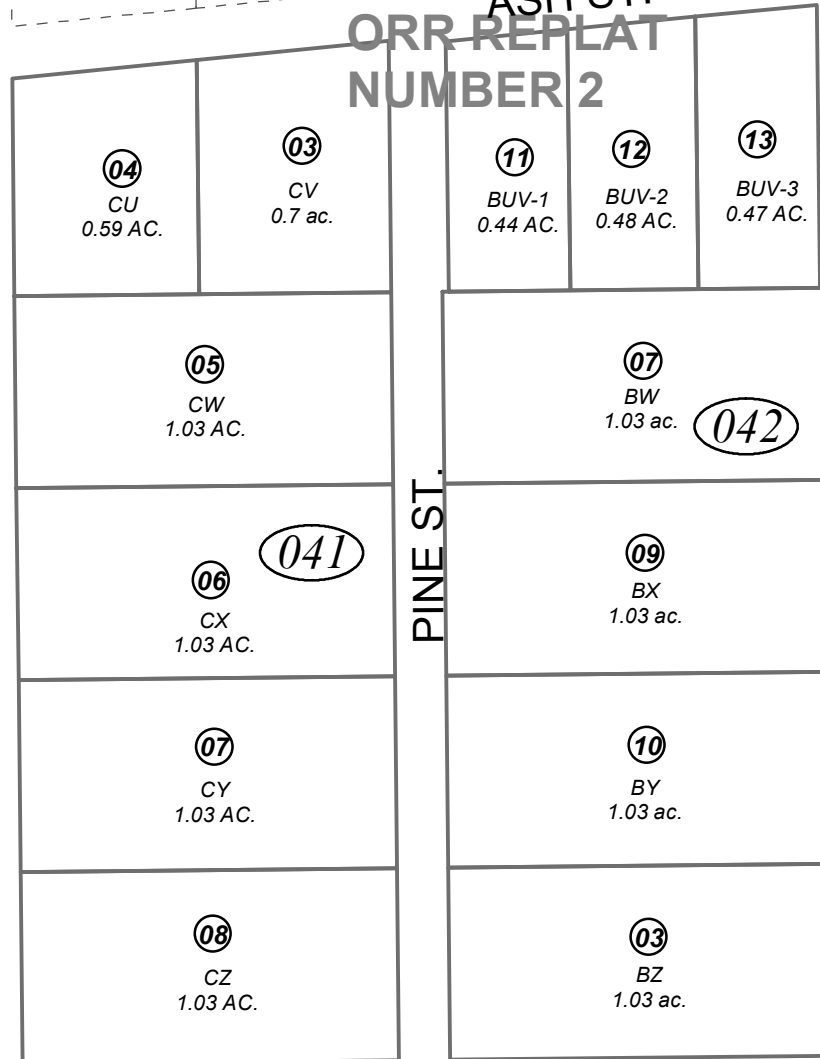 ASH ST.
ORR REPLAT
NUMBER 2
04
CU
0.59 AC.
03
CV
0.7 ac.
11
BUV-1
0.44 AC.
12
BUV-2
0.48 AC.
13
BUV-3
0.47 AC.
05
CW
1.03 AC.
07
BW
1.03 ac.
042
041
06
CX
1.03 AC.
PINE ST.
09
BX
1.03 ac.
07
CY
1.03 AC.
10
BY
1.03 ac.
08
CZ
1.03 AC.
03
BZ
1.03 ac.